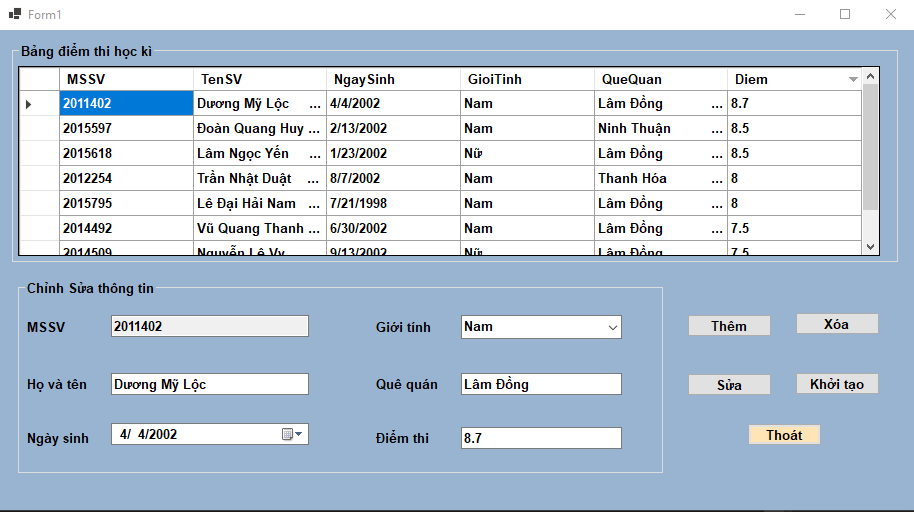 Form1
Bảng điểm thi học kì
MSSV TenSV NgaySinh GioiTinh QueQuan Diem
2011402 Dương Mỹ Lộc ... 4/4/2002 Nam Lâm Đồng ... 8.7
2015597 Đoàn Quang Huy ... 2/13/2002 Nam Ninh Thuận ... 8.5
2015618 Lâm Ngọc Yến ... 1/23/2002 Nữ Lâm Đồng ... 8.5
2012254 Trần Nhật Duật ... 8/7/2002 Nam Thanh Hóa ... 8
2015795 Lê Đại Hải Nam ... 7/21/1998 Nam Lâm Đồng ... 8
2014492 Vũ Quang Thanh ... 6/30/2002 Nam Lâm Đồng ... 7.5
2014509 Nguyễn Lê Vy ... 9/13/2002 Nữ Lâm Đồng ... 7.5
Chỉnh Sửa thông tin
MSSV 2011402 Giới tính Nam Thêm Xóa
Họ và tên Dương Mỹ Lộc Quê quán Lâm Đồng Sửa Khởi tạo
Ngày sinh 4/ 4/2002 Điểm thi 8.7 Thoát